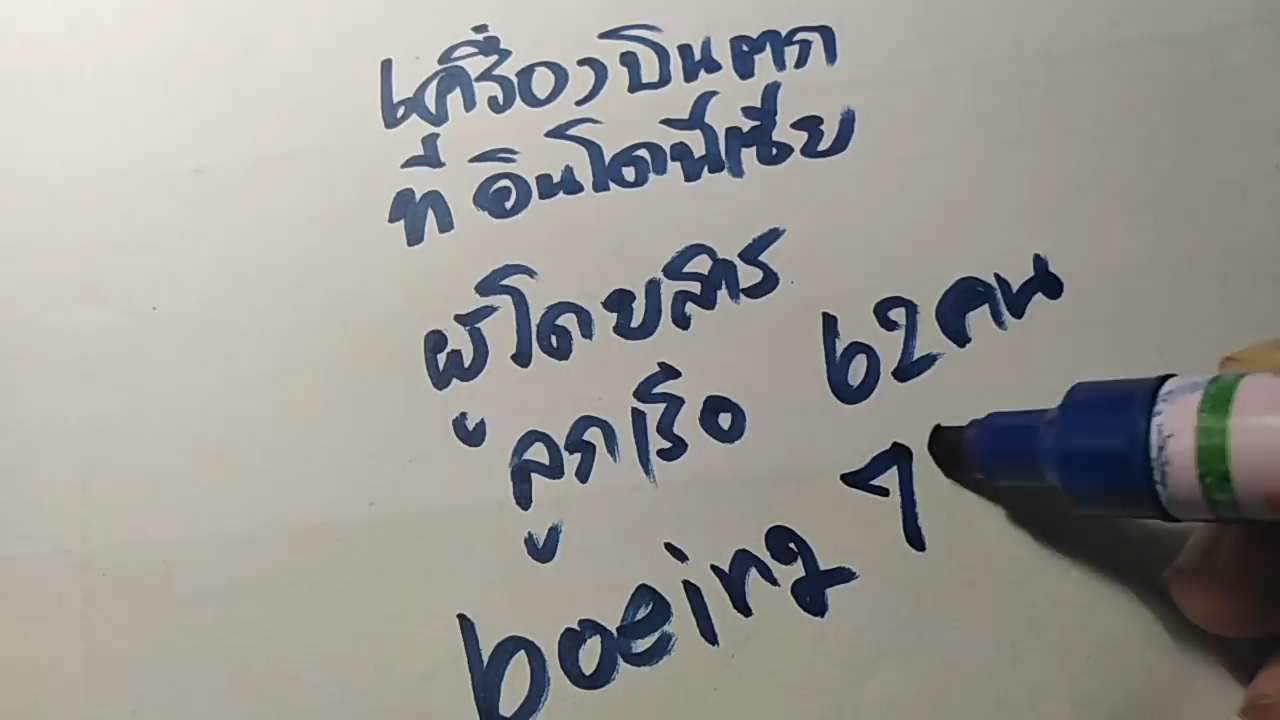 เครื่องบินตก
ที่อินโดนีเซีย
ผู้โดยสาร
ลูกเรือ 62คน
boeing 7